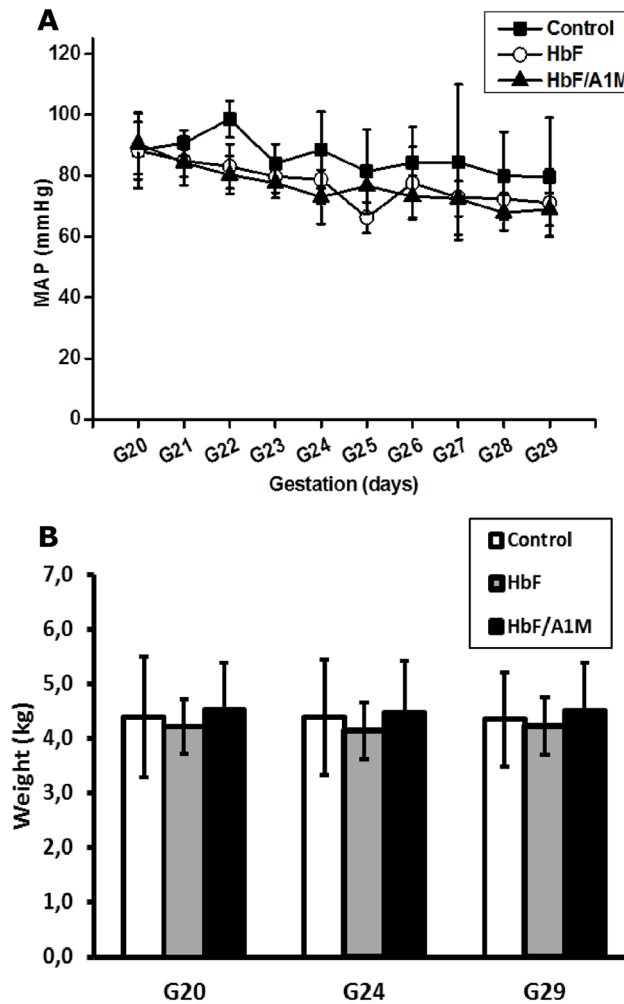 A
Control
HbF
HbF/A1M
120
100
80
60
40
20
0
MAP (mmHg)
G20 G21 G22 G23 G24 G25 G26 G27 G28 G29
Gestation (days)
B
Control
HbF
HbF/A1M
7,0
6,0
5,0
4,0
3,0
2,0
1,0
0,0
Weight (kg)
G20 G24 G29